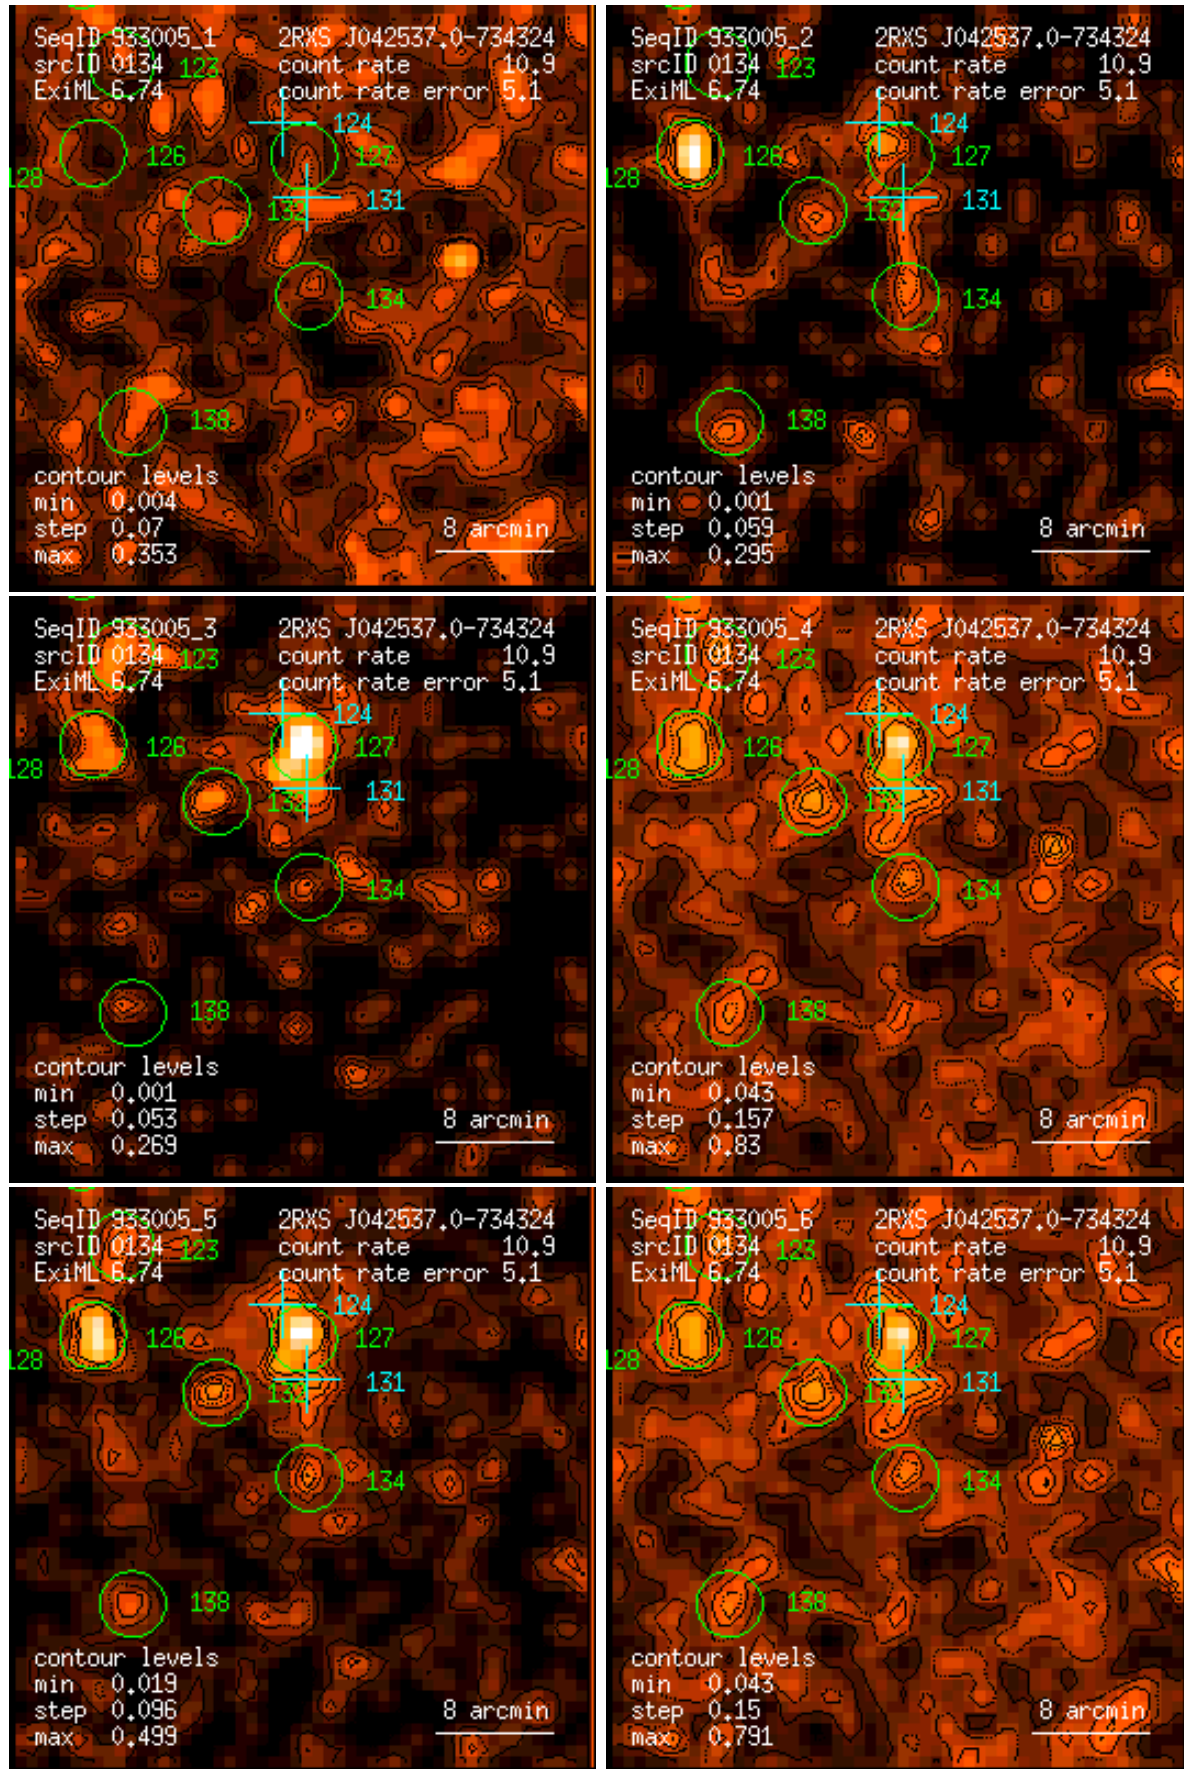 SeqID 933005_1 2RXS J042537.0-734324
srcID 0134 123 count rate 10.9
ExiML 6.74 count rate error 5.1
124
126 127
128
132 131
134
138
contour levels
min 0.004
step 0.07 8 arcmin
max 0.353
SeqID 933005_2 2RXS J042537.0-734324
srcID 0134 123 count rate 10.9
ExiML 6.74 count rate error 5.1
124
126 127
128
132 131
134
138
contour levels
min 0.001
step 0.059 8 arcmin
max 0.295
SeqID 933005_3 2RXS J042537.0-734324
srcID 0134 123 count rate 10.9
ExiML 6.74 count rate error 5.1
124
126 127
128
132 131
134
138
contour levels
min 0.001
step 0.053 8 arcmin
max 0.269
SeqID 933005_4 2RXS J042537.0-734324
srcID 0134 123 count rate 10.9
ExiML 6.74 count rate error 5.1
124
126 127
128
132 131
134
138
contour levels
min 0.043
step 0.157 8 arcmin
max 0.83
SeqID 933005_5 2RXS J042537.0-734324
srcID 0134 123 count rate 10.9
ExiML 6.74 count rate error 5.1
124
126 127
128
132 131
134
138
contour levels
min 0.019
step 0.096 8 arcmin
max 0.499
SeqID 933005_6 2RXS J042537.0-734324
srcID 0134 123 count rate 10.9
ExiML 6.74 count rate error 5.1
124
126 127
128
132 131
134
138
contour levels
min 0.043
step 0.15 8 arcmin
max 0.791